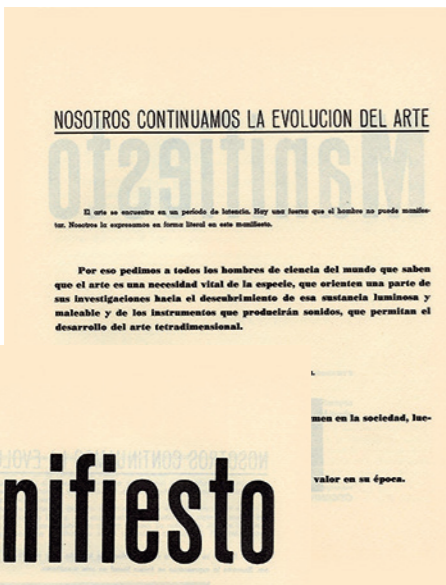 NOSOTROS CONTINUAMOS LA EVOLUCION DEL ARTE
Manifiesto
El arte se encuentra en un período de latencia. Hay una fuerza que el hombre no puede manifes-
tar. Nosotros la expresamos en forma literal en este manifiesto.
Por eso pedimos a todos los hombres de ciencia del mundo que saben
que el arte es una necesidad vital de la especie, que orienten una parte de
sus investigaciones hacia el descubrimiento de esa sustancia luminosa y
maleable y de los instrumentos que producirán sonidos, que permitan el
desarrollo del arte tetradimensional.
men en la sociedad, lue-
valor en su época.
nifiesto